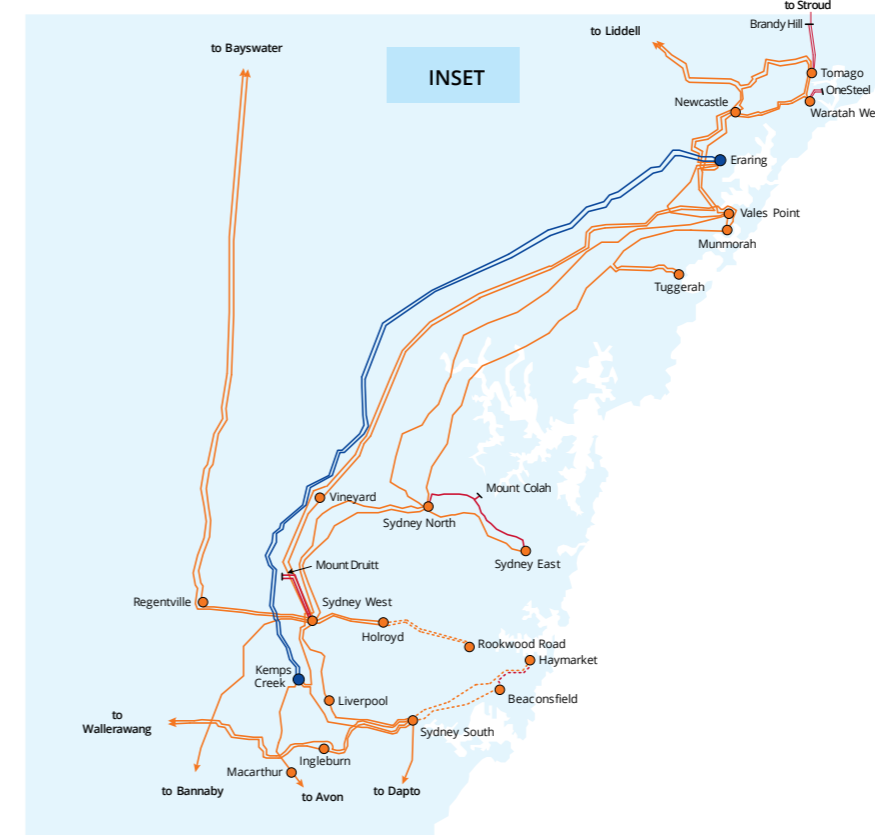 to Stroud
Brandy Hill
to Liddell
to Bayswater
INSET
Tomago
OneSteel
Newcastle
Waratah We
Eraring
Vales Point
Munmorah
Tuggerah
Mount Colah
Vineyard
Sydney North
Sydney East
Mount Druitt
Regentville
Sydney West
Holroyd
Rookwood Road
Haymarket
Kemps
Creek
Beaconsfield
Liverpool
to
Wallerawang
Sydney South
Ingleburn
Macarthur
to Bannaby
to Avon
to Dapto